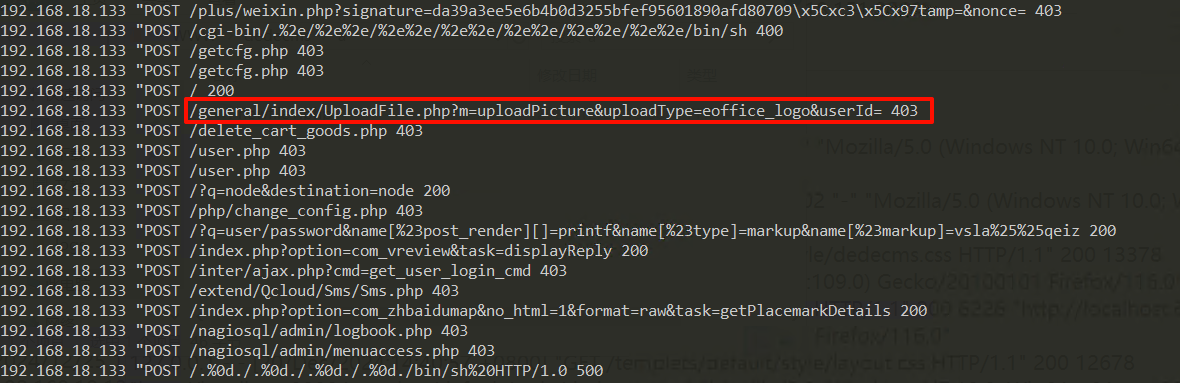 192.168.18.133 "POST /plus/weixin.php?signature=da39a3ee5e6b4b0d3255bfef95601890afd80709\x5Cxc3\x5Cx97tamp=&nonce= 403
192.168.18.133 "POST /cgi-bin/.%2e/%2e%2e/%2e%2e/%2e%2e/%2e%2e/%2e%2e/%2e%2e/bin/sh 400
192.168.18.133 "POST /getcfg.php 403
192.168.18.133 "POST /getcfg.php 403
192.168.18.133 "POST / 200
192.168.18.133 "POST /general/index/UploadFile.php?m=uploadPicture&uploadType=eoffice_logo&userId= 403
192.168.18.133 "POST /delete_cart_goods.php 403
192.168.18.133 "POST /user.php 403
192.168.18.133 "POST /user.php 403
192.168.18.133 "POST /?q=node&destination=node 200
192.168.18.133 "POST /php/change_config.php 403
192.168.18.133 "POST /?q=user/password&name[%23post_render][]=printf&name[%23type]=markup&name[%23markup]=vsla%25%25qeiz 200
192.168.18.133 "POST /index.php?option=com_vreview&task=displayReply 200
192.168.18.133 "POST /inter/ajax.php?cmd=get_user_login_cmd 403
192.168.18.133 "POST /extend/Qcloud/Sms/Sms.php 403
192.168.18.133 "POST /index.php?option=com_zhbaidumap&no_html=1&format=raw&task=getPlacemarkDetails 200
192.168.18.133 "POST /nagiosql/admin/logbook.php 403
192.168.18.133 "POST /nagiosql/admin/menuaccess.php 403
192.168.18.133 "POST /.%0d./.%0d./.%0d./.%0d./bin/sh%20HTTP/1.0 500